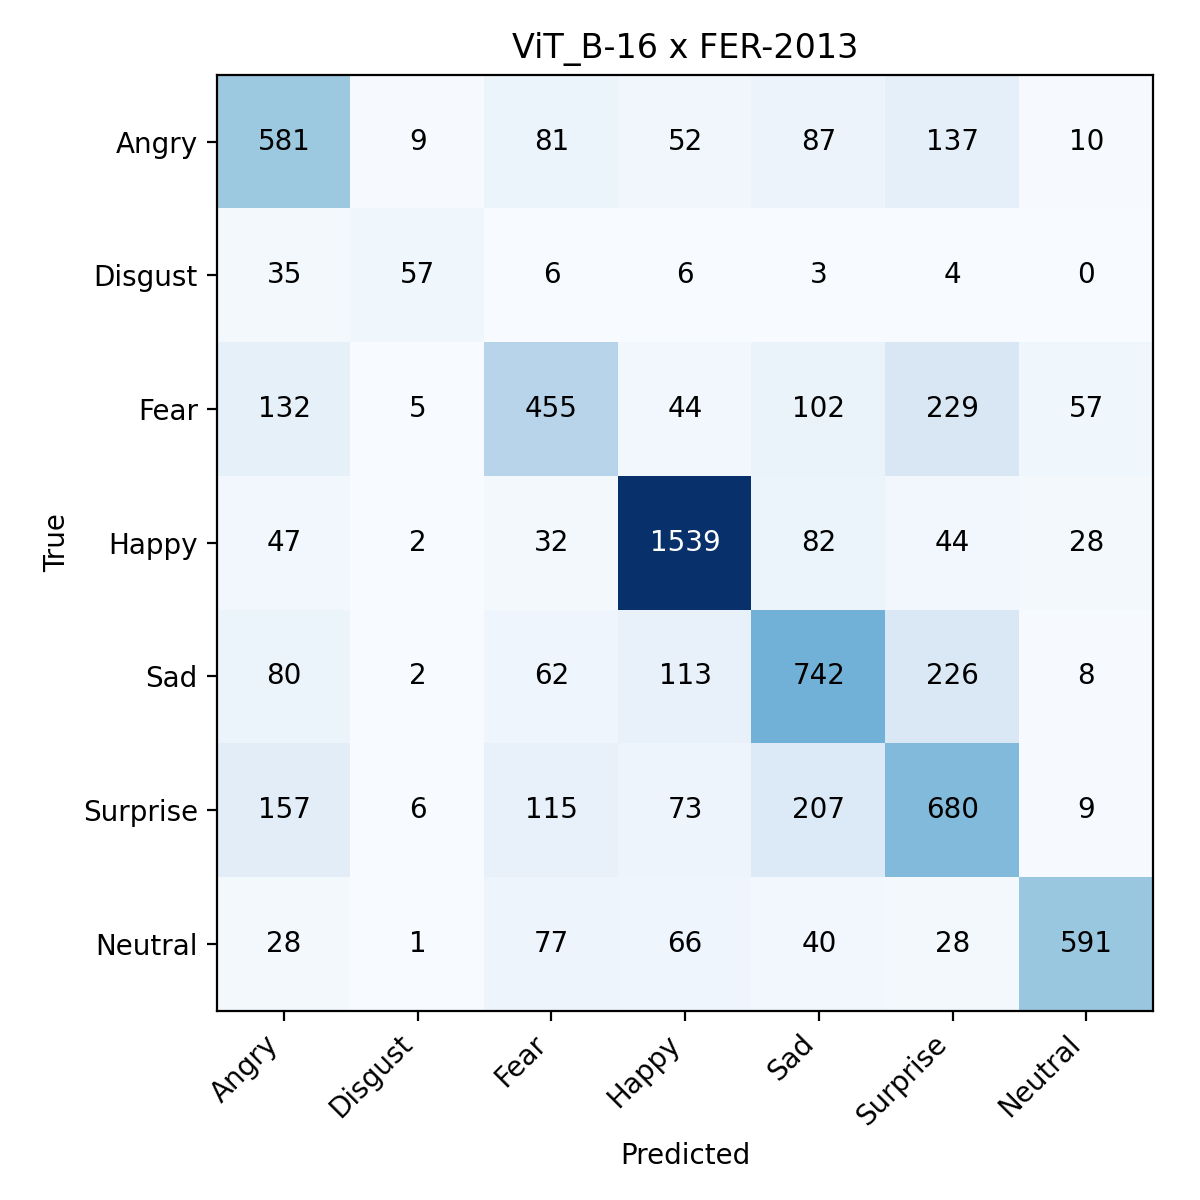 ViT_B-16 x FER-2013
Angry 581 9 81 52 87 137 10
Disgust 35 57 6 6 3 4 0
Fear 132 5 455 44 102 229 57
Happy 47 2 32 1539 82 44 28
Sad 80 2 62 113 742 226 8
Surprise 157 6 115 73 207 680 9
Neutral 28 1 77 66 40 28 591
True
Angry Disgust Fear Happy Sad Surprise Neutral
Predicted